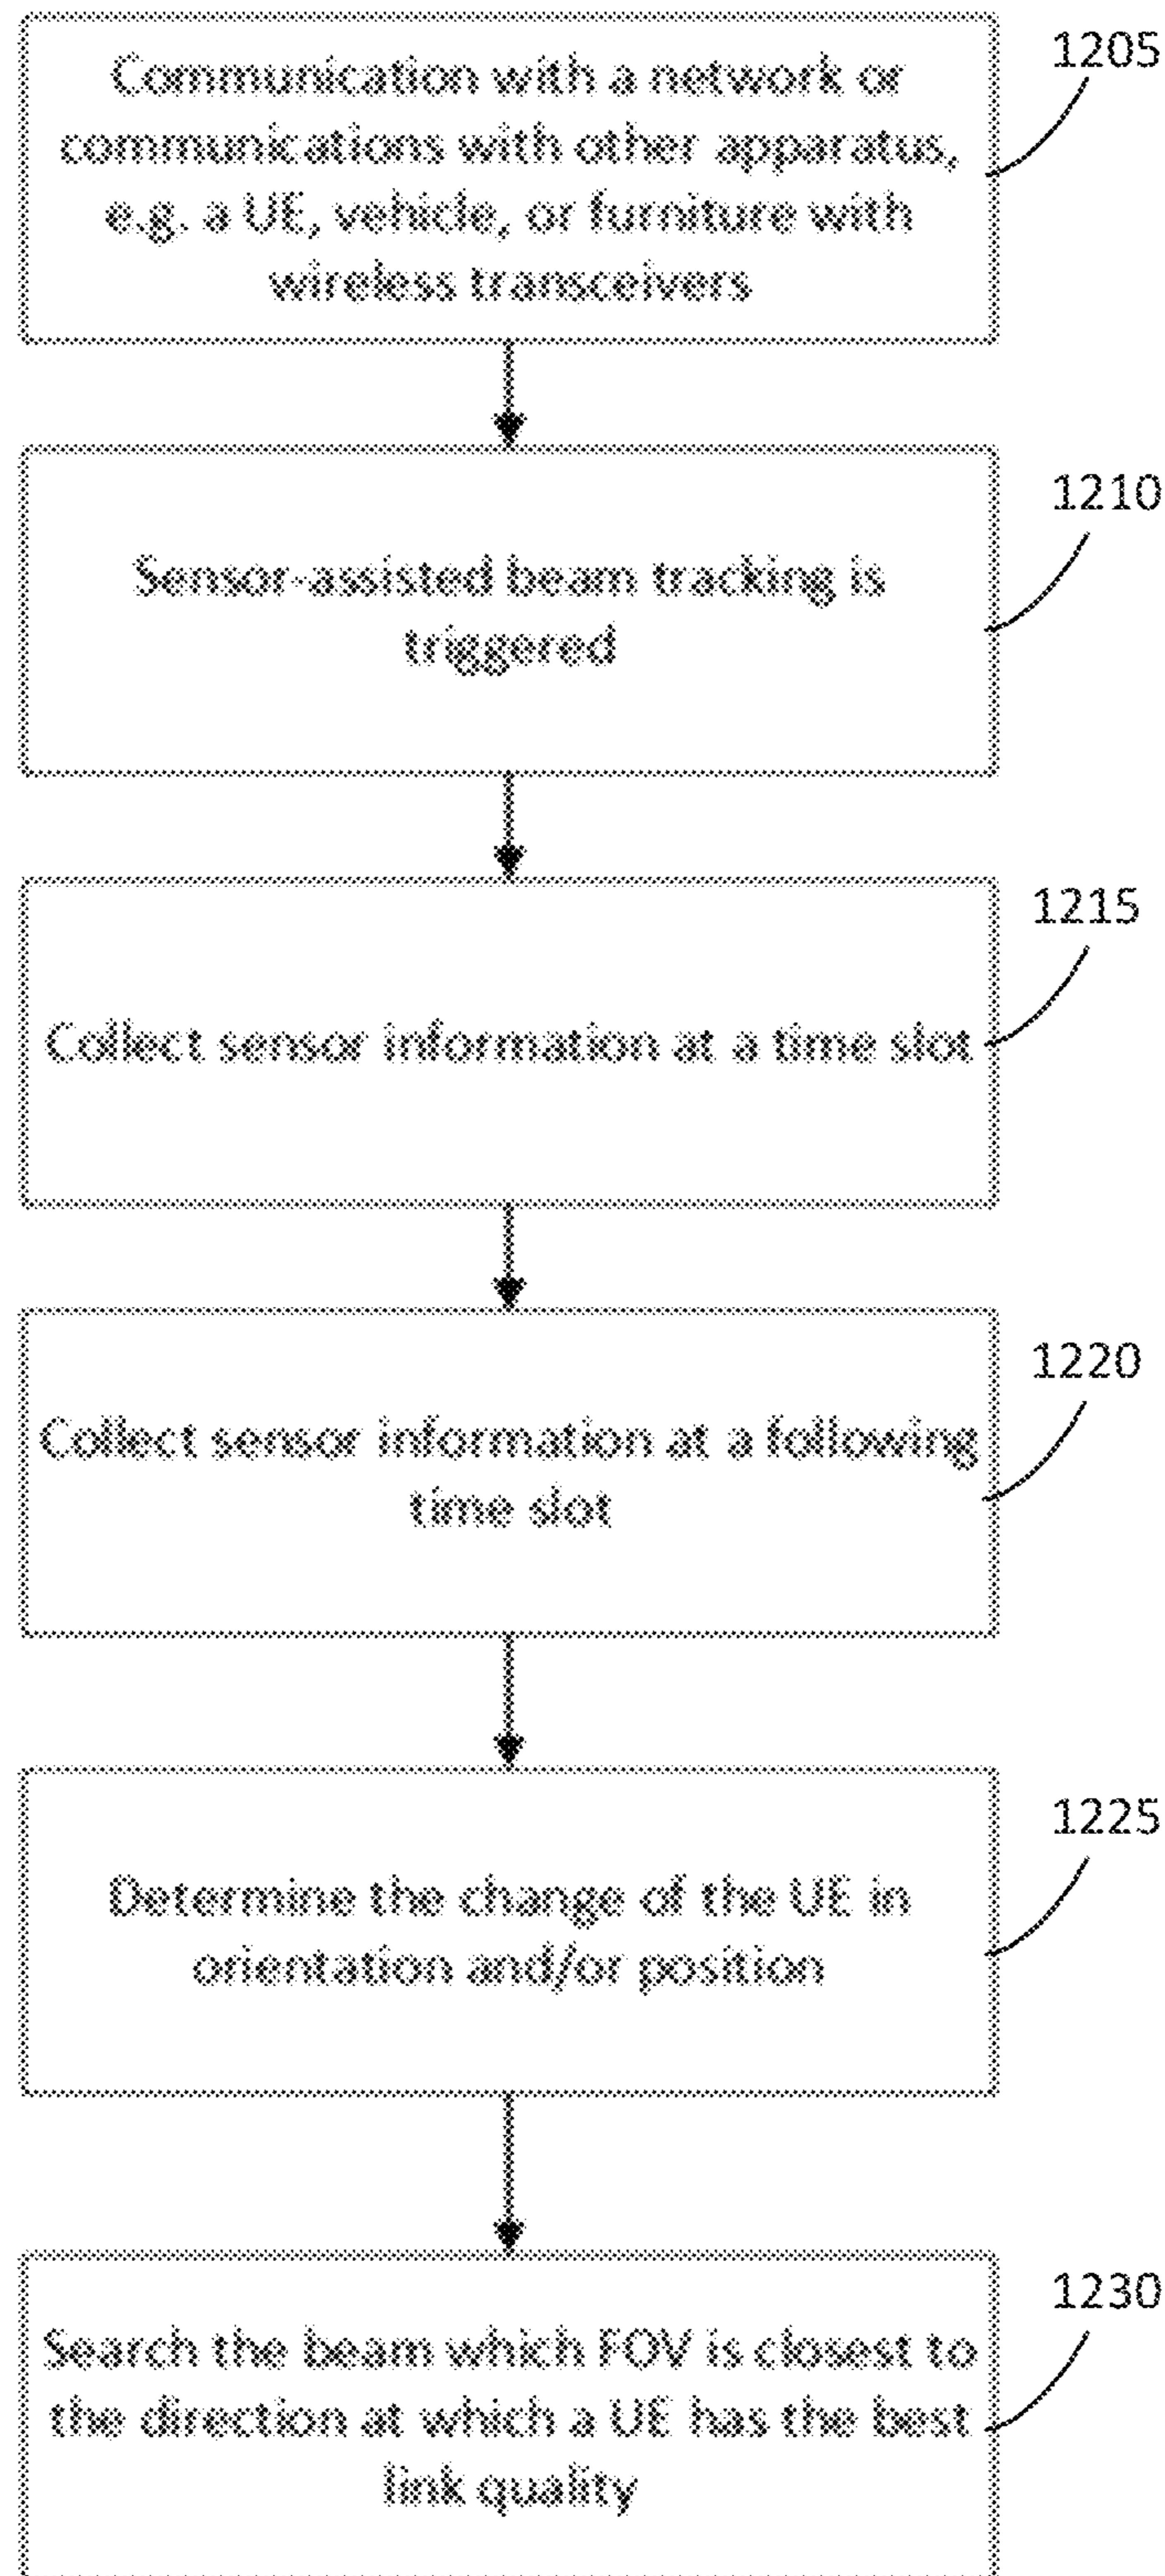 Communication with a network or
communications with other apparatus,
e.g. a UE, vehicle, or furniture with
wireless transceivers
1205
Sensor-assisted beam tracking is
triggered
1210
Collect sensor information at a time slot
1215
Collect sensor information at a following
time slot
1220
Determine the change of the UE in
orientation and/or position
1225
Search the beam which FOV is closest to
the direction at which a UE has the best
link quality
1230